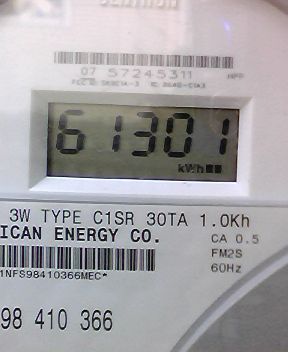 07 57245311
61301
kWh
3W TYPE C1SR 30TA 1.0Kh
ICAN ENERGY CO.
CA 0.5
FM2S
60Hz
1NFS98410366MEC*
98 410 366